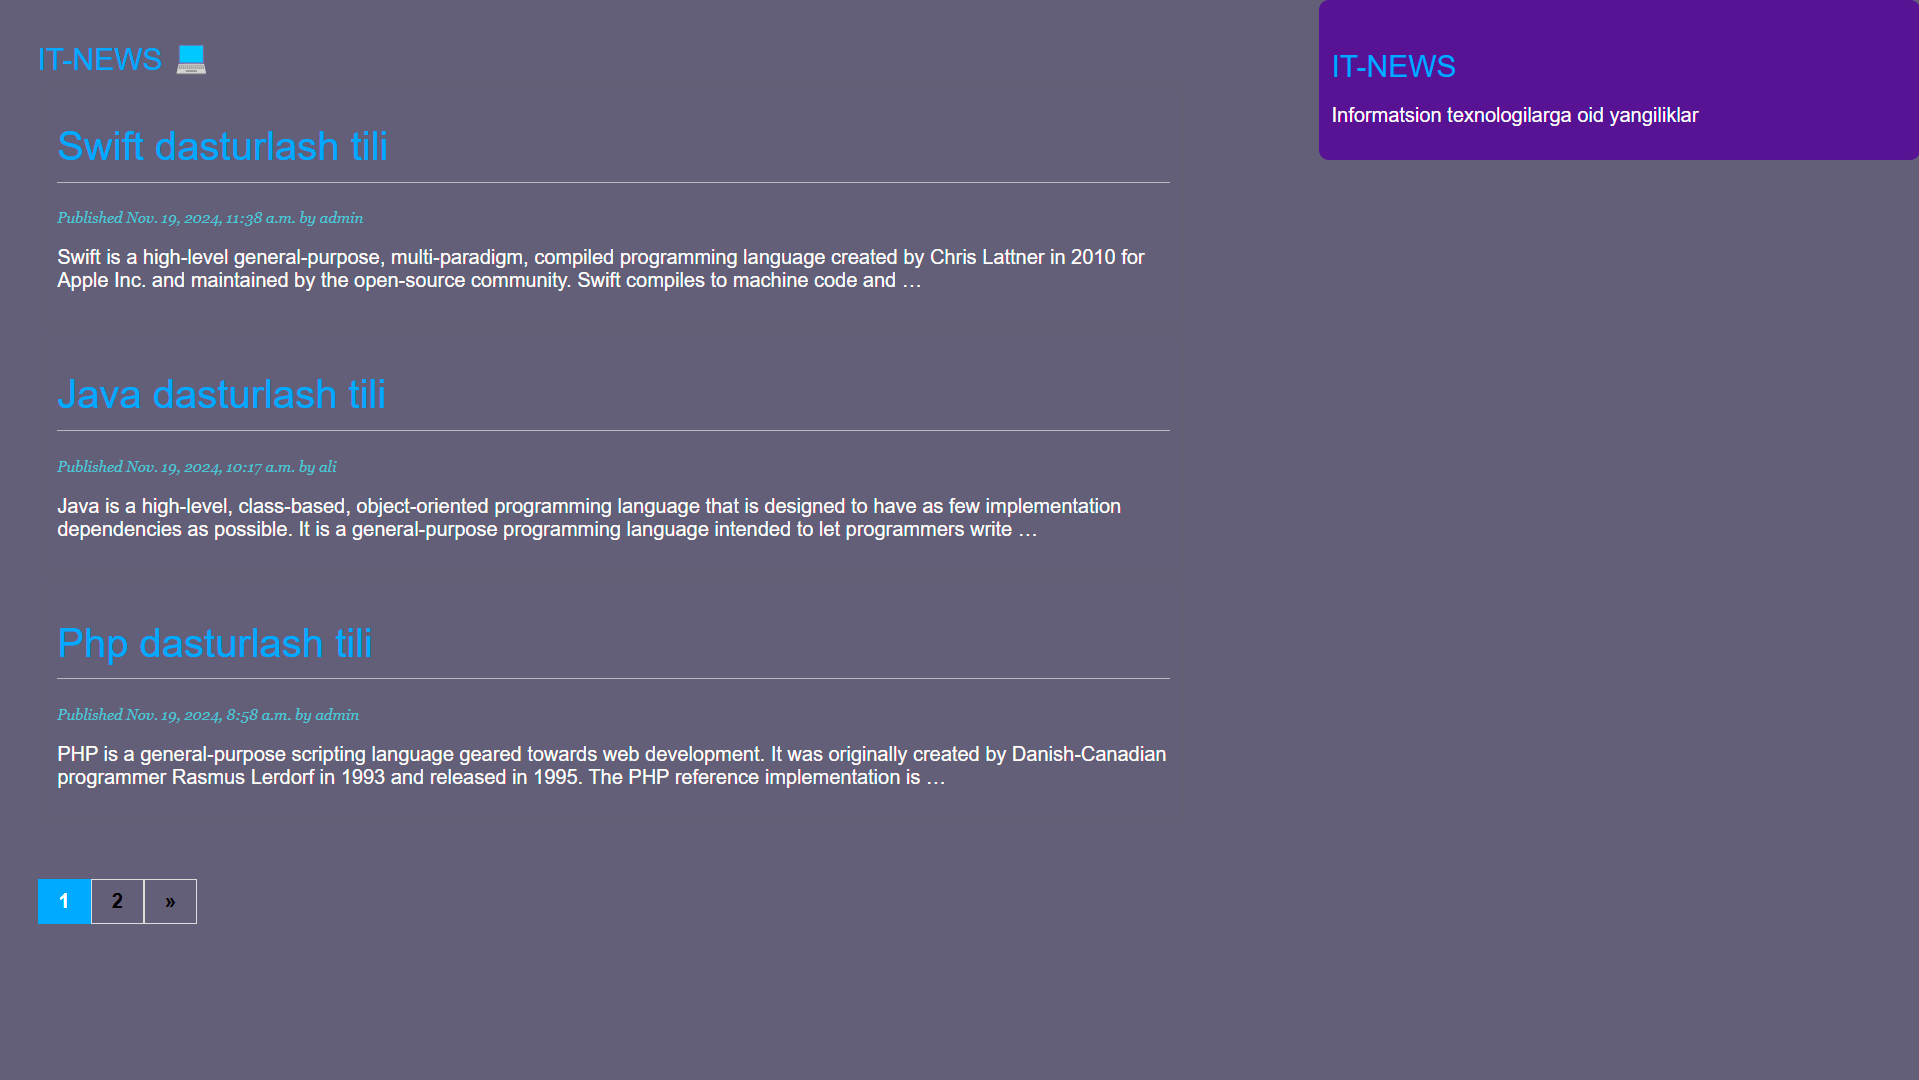 IT-NEWS 💻
Swift dasturlash tili
Published Nov. 19, 2024, 11:38 a.m. by admin
Swift is a high-level general-purpose, multi-paradigm, compiled programming language created by Chris Lattner in 2010 for
Apple Inc. and maintained by the open-source community. Swift compiles to machine code and …
Java dasturlash tili
Published Nov. 19, 2024, 10:17 a.m. by ali
Java is a high-level, class-based, object-oriented programming language that is designed to have as few implementation
dependencies as possible. It is a general-purpose programming language intended to let programmers write …
Php dasturlash tili
Published Nov. 19, 2024, 8:58 a.m. by admin
PHP is a general-purpose scripting language geared towards web development. It was originally created by Danish-Canadian
programmer Rasmus Lerdorf in 1993 and released in 1995. The PHP reference implementation is …
1 2 »
IT-NEWS
Informatsion texnologilarga oid yangiliklar